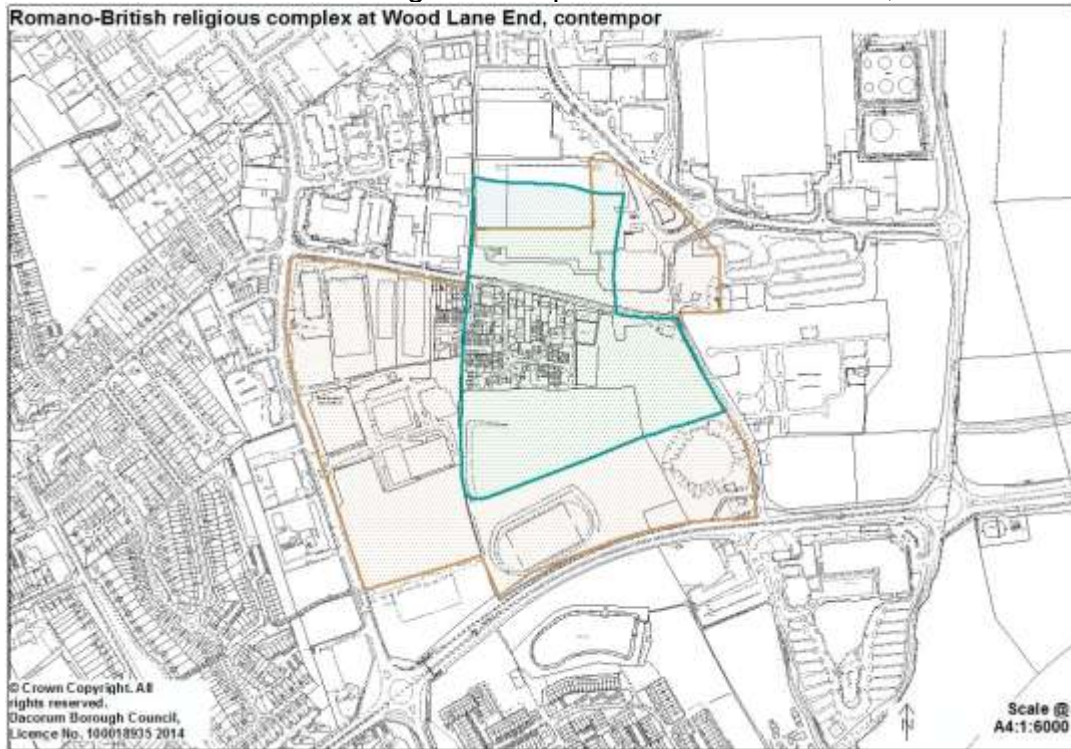 Romano-British religious complex at Wood Lane End, contempor
© Crown Copyright. All
rights reserved.
Dacorum Borough Council,
Licence No. 100018935 2014
N
Scale @
A4:1:6000